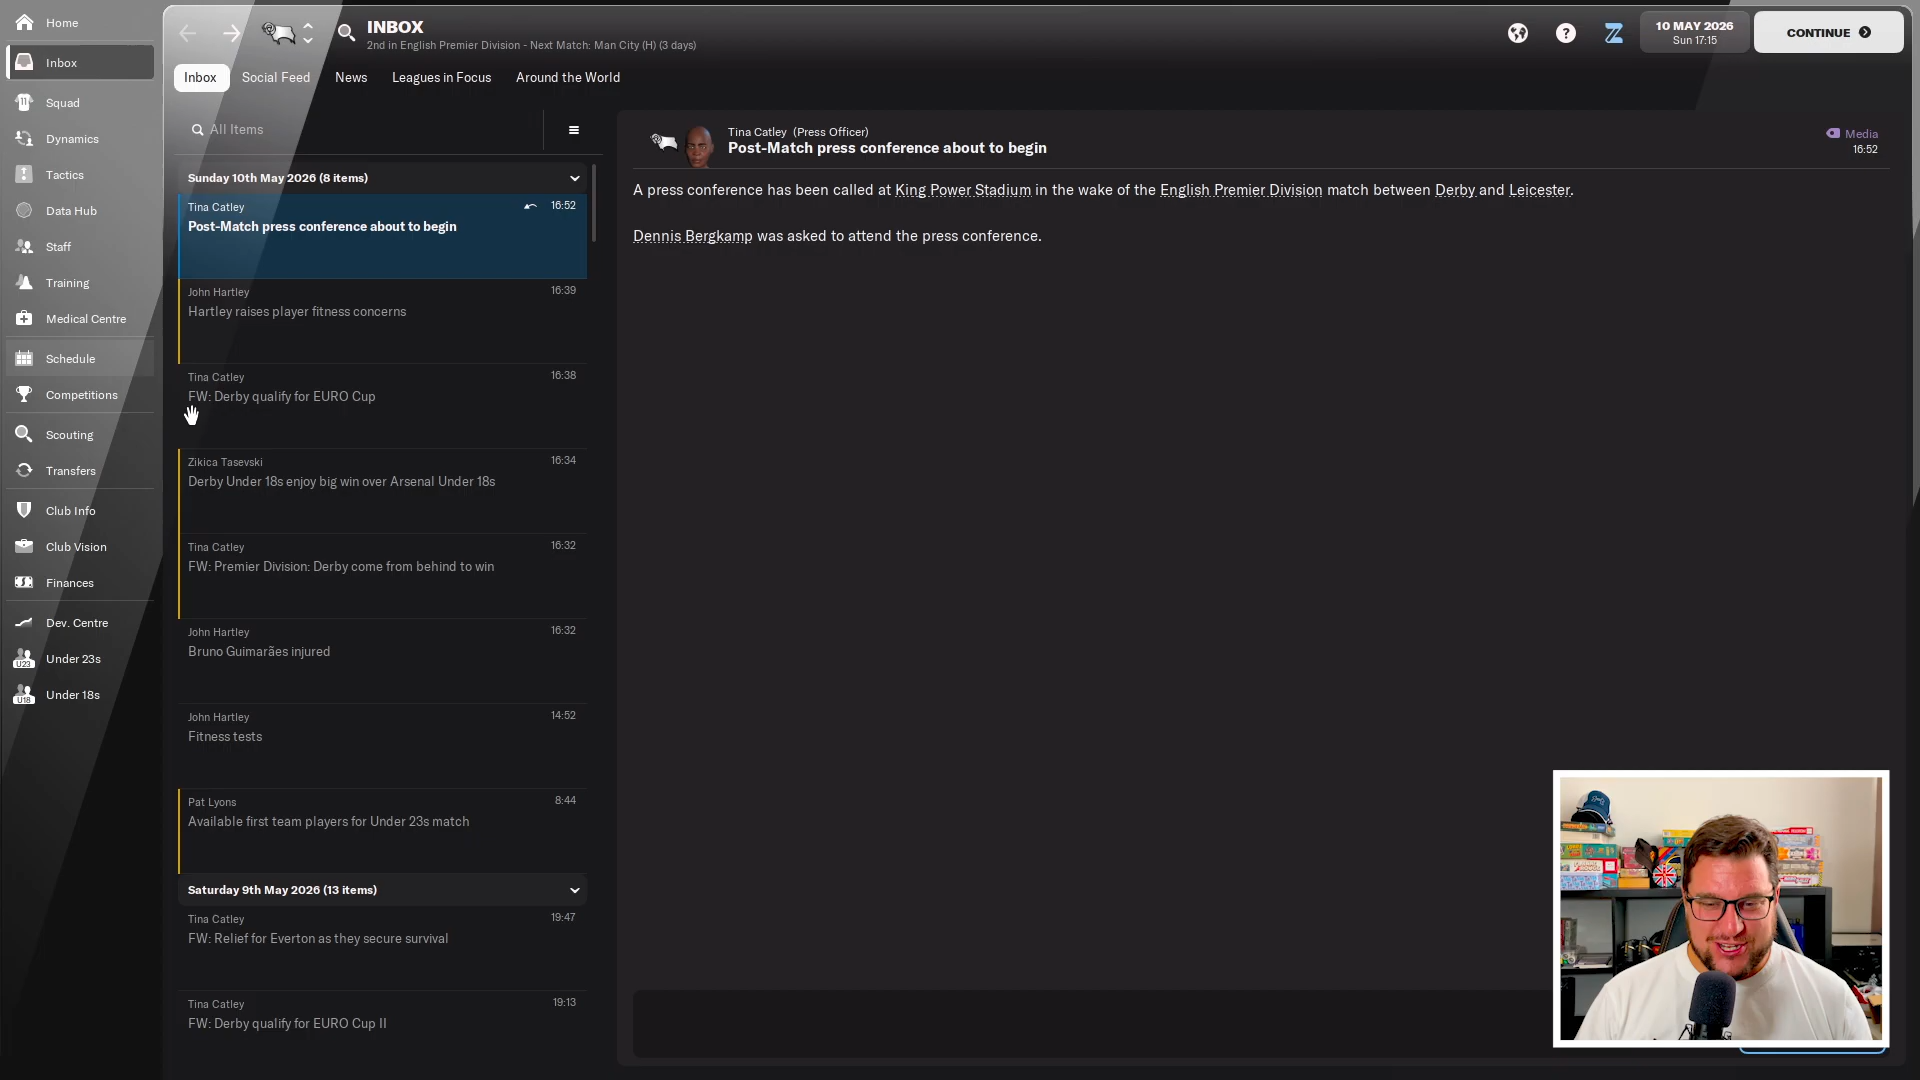 Home
Inbox
Squad
Dynamics
Tactics
Data Hub
Staff
Training
Medical Centre
Schedule
Competitions
Scouting
Transfers
Club Info
Club Vision
Finances
Dev. Centre
U23
Under 23s
U18
Under 18s
INBOX
2nd in English Premier Division - Next Match: Man City (H) (3 days)
10 MAY 2026
Sun 17:15
CONTINUE
Inbox
Social Feed
News
Leagues in Focus
Around the World
All Items
Sunday 10th May 2026 (8 items)
Tina Catley
16:52
Post-Match press conference about to begin
John Hartley
16:39
Hartley raises player fitness concerns
Tina Catley
16:38
FW: Derby qualify for EURO Cup
Zikica Tasevski
16:34
Derby Under 18s enjoy big win over Arsenal Under 18s
Tina Catley
16:32
FW: Premier Division: Derby come from behind to win
John Hartley
16:32
Bruno Guimarães injured
John Hartley
14:52
Fitness tests
Pat Lyons
8:44
Available first team players for Under 23s match
Saturday 9th May 2026 (13 items)
Tina Catley
19:47
FW: Relief for Everton as they secure survival
Tina Catley
19:13
FW: Derby qualify for EURO Cup II
Tina Catley (Press Officer)
Post-Match press conference about to begin
Media
16:52
A press conference has been called at King Power Stadium in the wake of the English Premier Division match between Derby and Leicester.
Dennis Bergkamp was asked to attend the press conference.